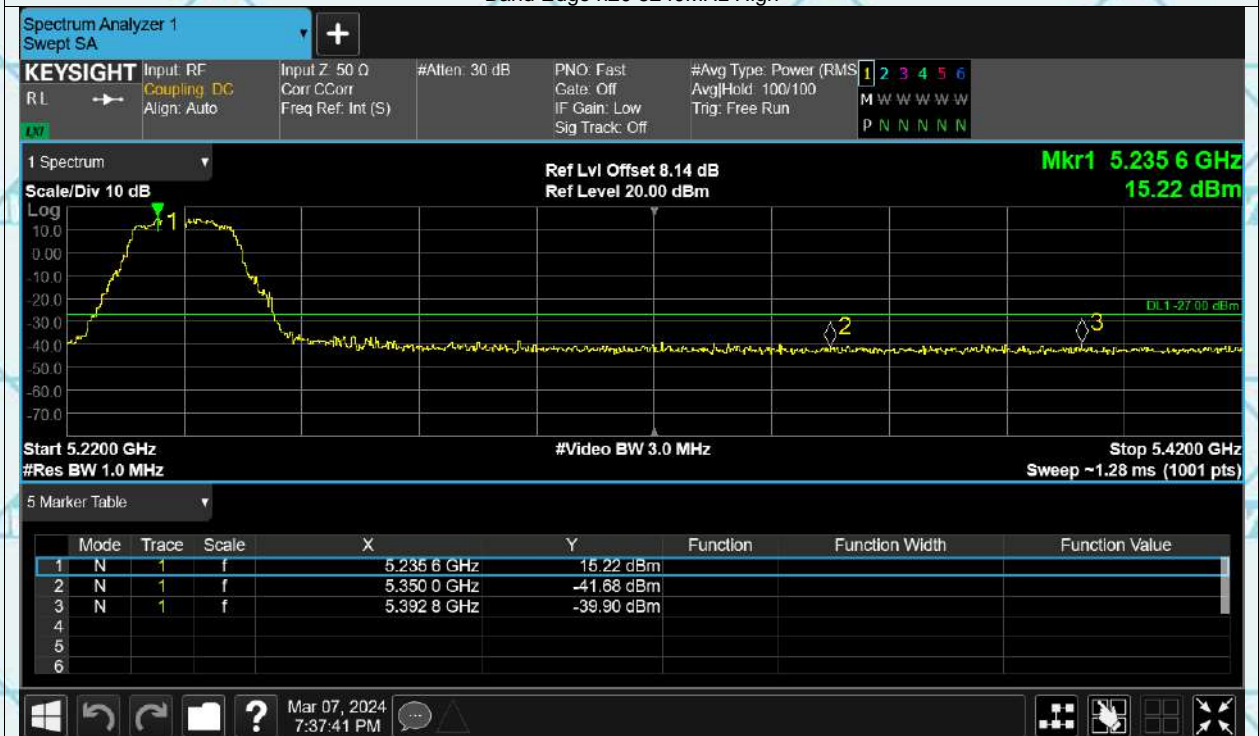 Spectrum Analyzer 1
Swept SA
+
KEYSIGHT
RL
LXI
Input: RF
Coupling: DC
Align: Auto
Input Z: 50 Ω
Corr CCorr
Freq Ref: Int (S)
#Atten: 30 dB
PNO: Fast
Gate: Off
IF Gain: Low
Sig Track: Off
#Avg Type: Power (RMS
Avg|Hold: 100/100
Trig: Free Run
1 2 3 4 5 6
M W W W W W
P N N N N N
1 Spectrum
Scale/Div 10 dB
Ref Lvl Offset 8.14 dB
Ref Level 20.00 dBm
Mkr1 5.235 6 GHz
15.22 dBm
Log
10.0
0.00
-10.0
-20.0
-30.0
-40.0
-50.0
-60.0
-70.0
1
2
3
DL1 -27.00 dBm
Start 5.2200 GHz
#Video BW 3.0 MHz
Stop 5.4200 GHz
#Res BW 1.0 MHz
Sweep ~1.28 ms (1001 pts)
5 Marker Table
Mode Trace Scale X Y Function Function Width Function Value
1 N 1 f 5.235 6 GHz 15.22 dBm
2 N 1 f 5.350 0 GHz -41.68 dBm
3 N 1 f 5.392 8 GHz -39.90 dBm
4
5
6
?
Mar 07, 2024
7:37:41 PM